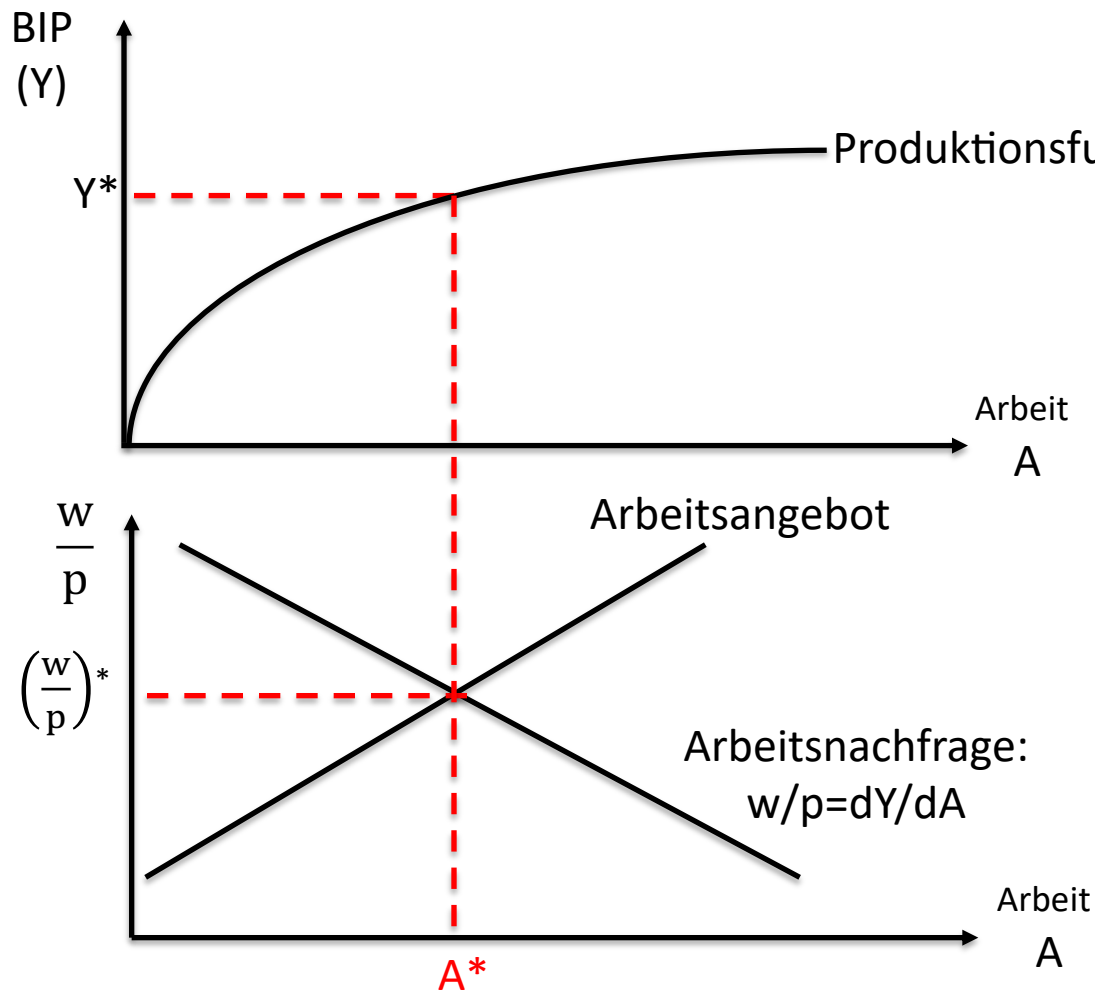 BIP
(Y)
Y*
Produktionsfu
Arbeit
A
w
p
Arbeitsangebot
(w/p)*
Arbeitsnachfrage:
w/p=dY/dA
Arbeit
A
A*